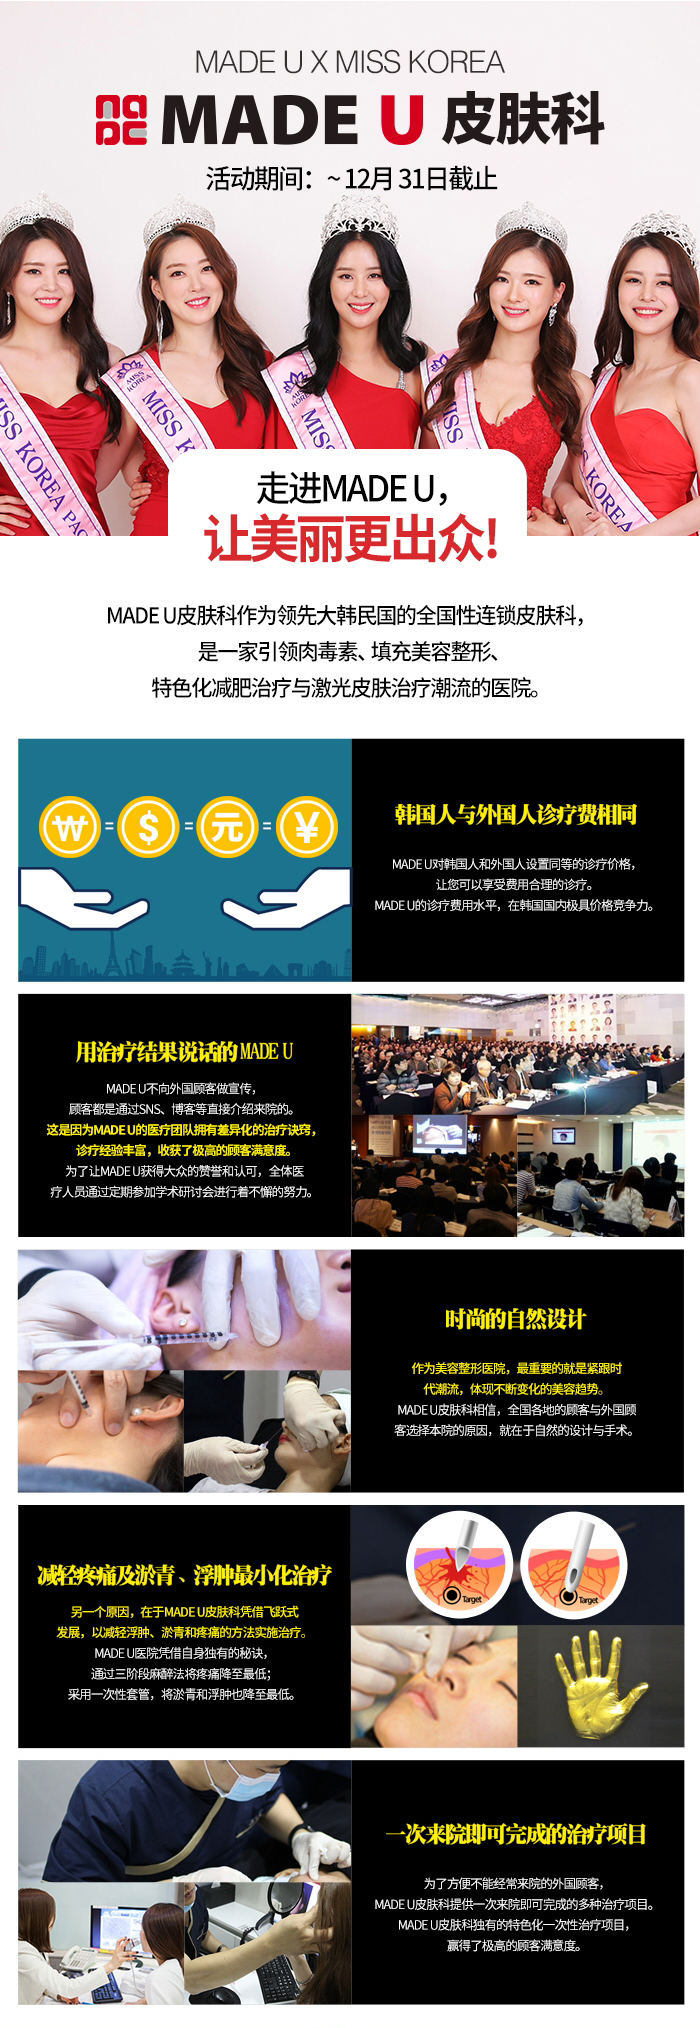 MADE U X MISS KOREA
MADE U 皮肤科
活动期间：~ 12月 31日截止
MISS KOREA PAC
MISS KOREA
MISS K
MISS KOREA
MISS
MISS
S KOREA
走进MADE U，
让美丽更出众!
MADE U皮肤科作为领先大韩民国的全国性连锁皮肤科，
是一家引领肉毒素、填充美容整形、
特色化减肥治疗与激光皮肤治疗潮流的医院。
₩ = $ = 元 = ¥
韩国人与外国人诊疗费相同
MADE U对韩国人和外国人设置同等的诊疗价格，
让您可以享受费用合理的诊疗。
MADE U的诊疗费用水平，在韩国国内极具价格竞争力。
用治疗结果说话的 MADE U
MADE U不向外国顾客做宣传，
顾客都是通过SNS、博客等直接介绍来院的。
这是因为MADE U的医疗团队拥有差异化的治疗诀窍，
诊疗经验丰富，收获了极高的顾客满意度。
为了让MADE U获得大众的赞誉和认可，全体医
疗人员通过定期参加学术研讨会进行着不懈的努力。
时尚的自然设计
作为美容整形医院，最重要的就是紧跟时
代潮流，体现不断变化的美容趋势。
MADE U皮肤科相信，全国各地的顾客与外国顾
客选择本院的原因，就在于自然的设计与手术。
减轻疼痛及淤青、浮肿最小化治疗
另一个原因，在于MADE U皮肤科凭借飞跃式
发展，以减轻浮肿、淤青和疼痛的方法实施治疗。
MADE U医院凭借自身独有的秘诀，
通过三阶段麻醉法将疼痛降至最低；
采用一次性套管，将淤青和浮肿也降至最低。
Target
Target
一次来院即可完成的治疗项目
为了方便不能经常来院的外国顾客，
MADE U皮肤科提供一次来院即可完成的多种治疗项目。
MADE U皮肤科独有的特色化一次性治疗项目，
赢得了极高的顾客满意度。